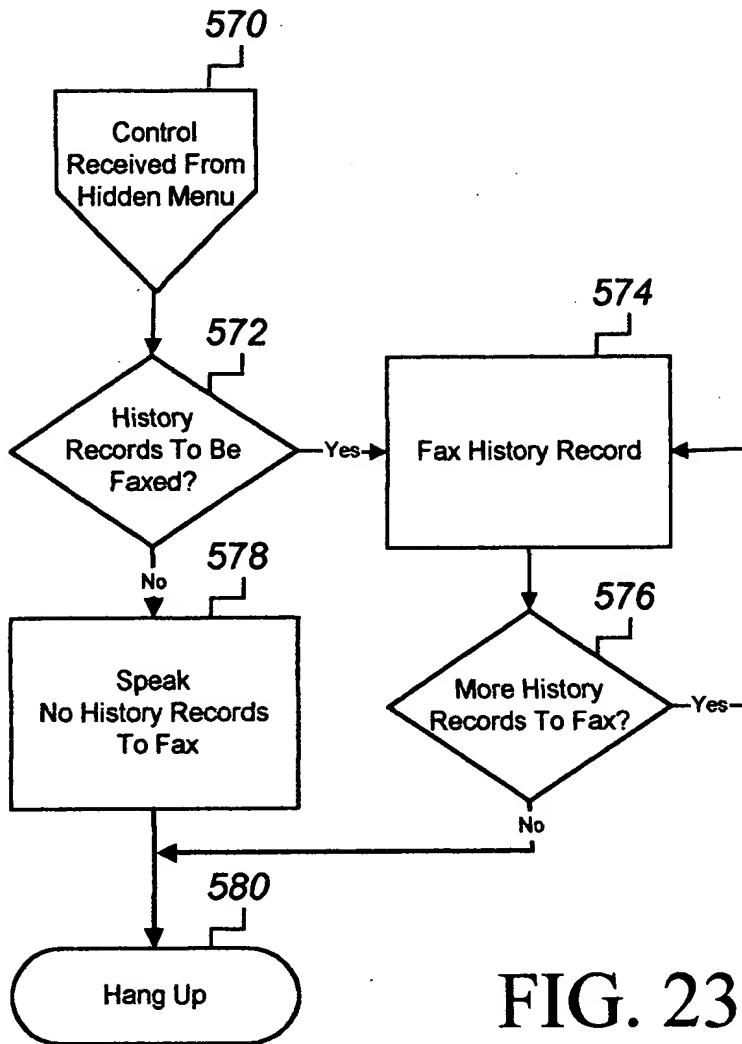 570
Control
Received From
Hidden Menu
572
History
Records To Be
Faxed?
Yes
574
Fax History Record
No
578
Speak
No History Records
To Fax
576
More History
Records To Fax?
Yes
No
580
Hang Up
FIG. 23